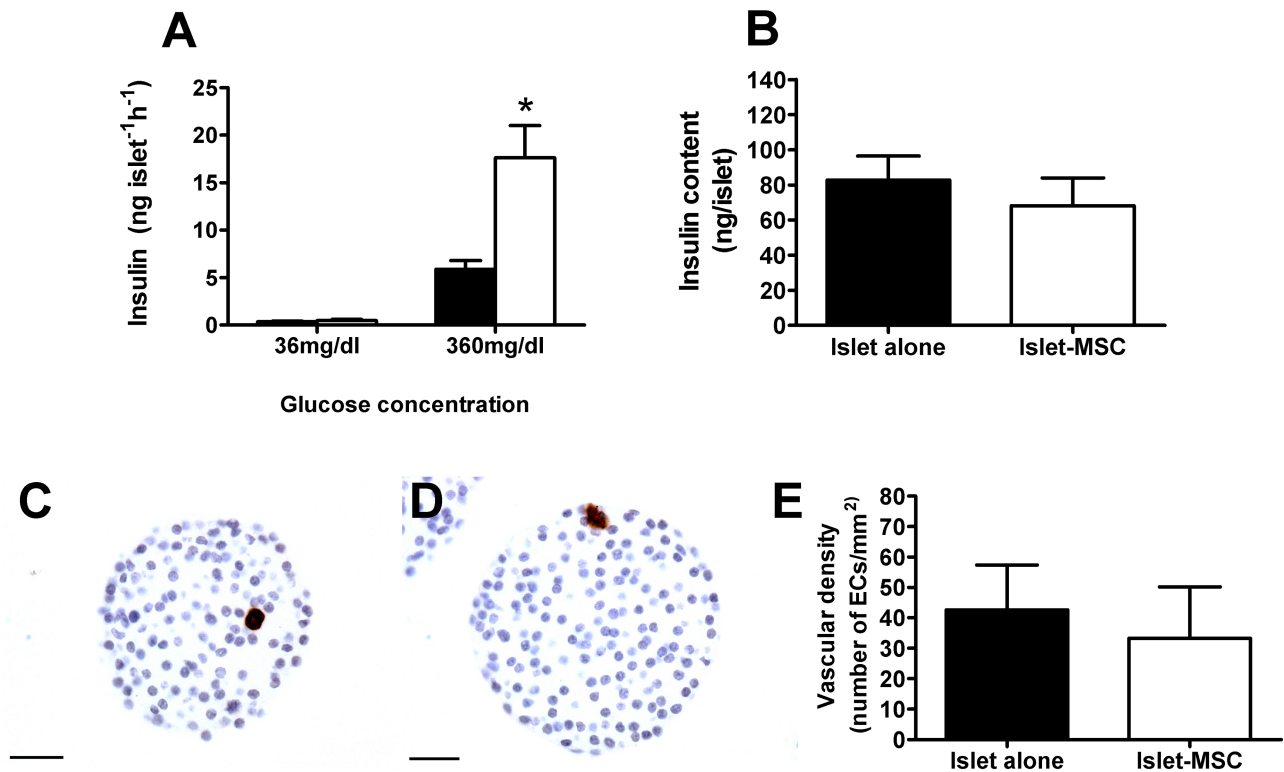 A
Insulin (ng islet⁻¹h⁻¹)
25
20
15
10
5
0
*
36mg/dl
360mg/dl
Glucose concentration
B
Insulin content
(ng/islet)
140
120
100
80
60
40
20
0
Islet alone
Islet-MSC
C
D
E
Vascular density
(number of ECs/mm²)
80
70
60
50
40
30
20
10
0
Islet alone
Islet-MSC